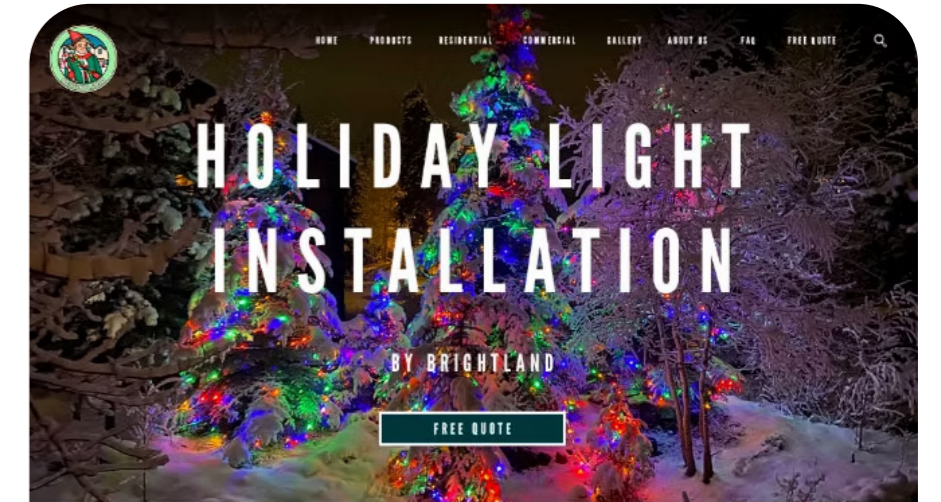 HOME PRODUCTS RESIDENTIAL COMMERCIAL GALLERY ABOUT US FAQ FREE QUOTE
HOLIDAY LIGHT
INSTALLATION
BY BRIGHTLAND
FREE QUOTE